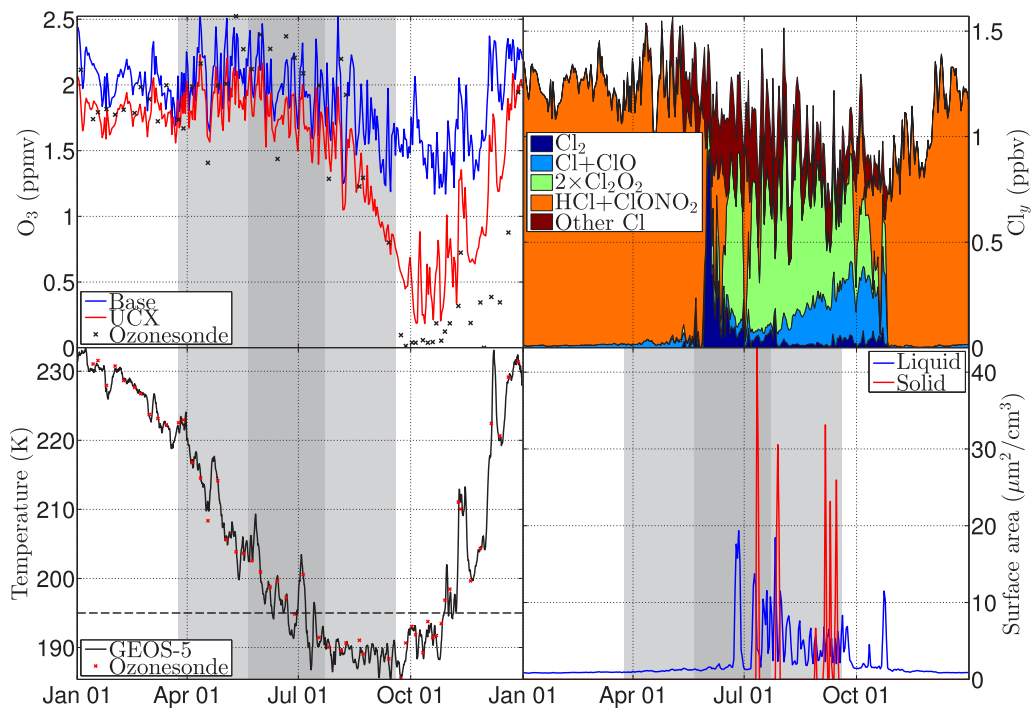 2.5
2
1.5
1
0.5
0
O3 (ppmv)
Base
UCX
Ozonesonde
1.5
1
0.5
0
Cly (ppbv)
Cl2
Cl+ClO
2×Cl2O2
HCl+ClONO2
Other Cl
230
220
210
200
190
Temperature (K)
GEOS-5
Ozonesonde
Jan 01 Apr 01 Jul 01 Oct 01 Jan 01
40
30
20
10
0
Surface area (μm2/cm3)
Liquid
Solid
Apr 01 Jul 01 Oct 01